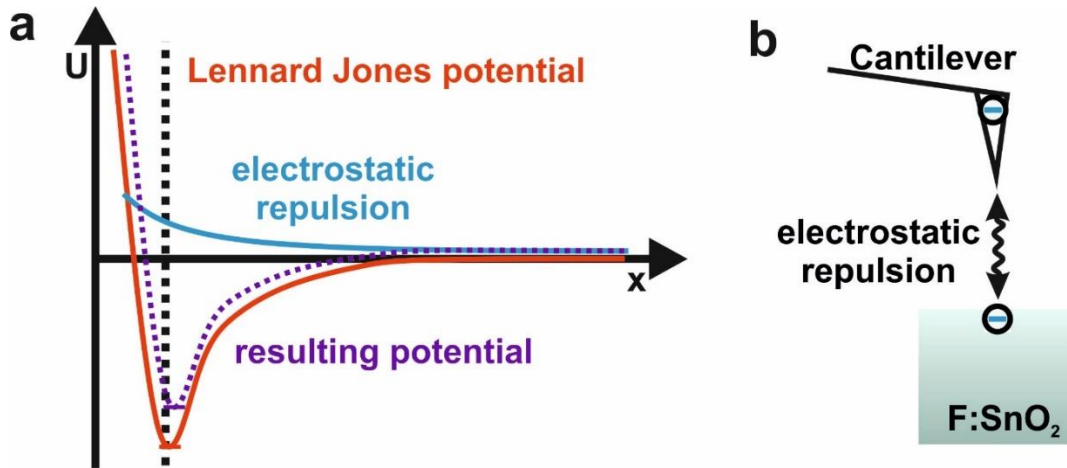 a
U
Lennard Jones potential
electrostatic
repulsion
x
resulting potential
b
Cantilever
electrostatic
repulsion
F:SnO₂